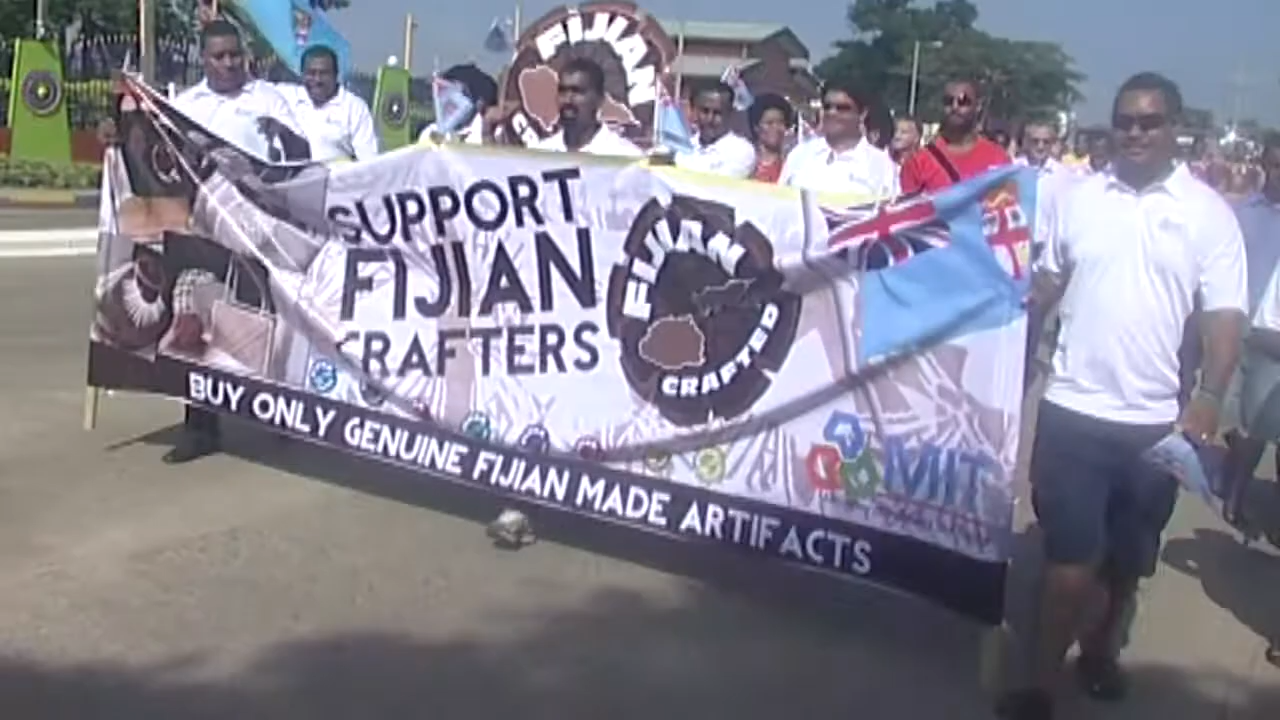 FIJIAN
SUPPORT
FIJIAN
CRAFTERS
FIJIAN
CRAFTED
BUY ONLY GENUINE FIJIAN MADE ARTIFACTS
MIT